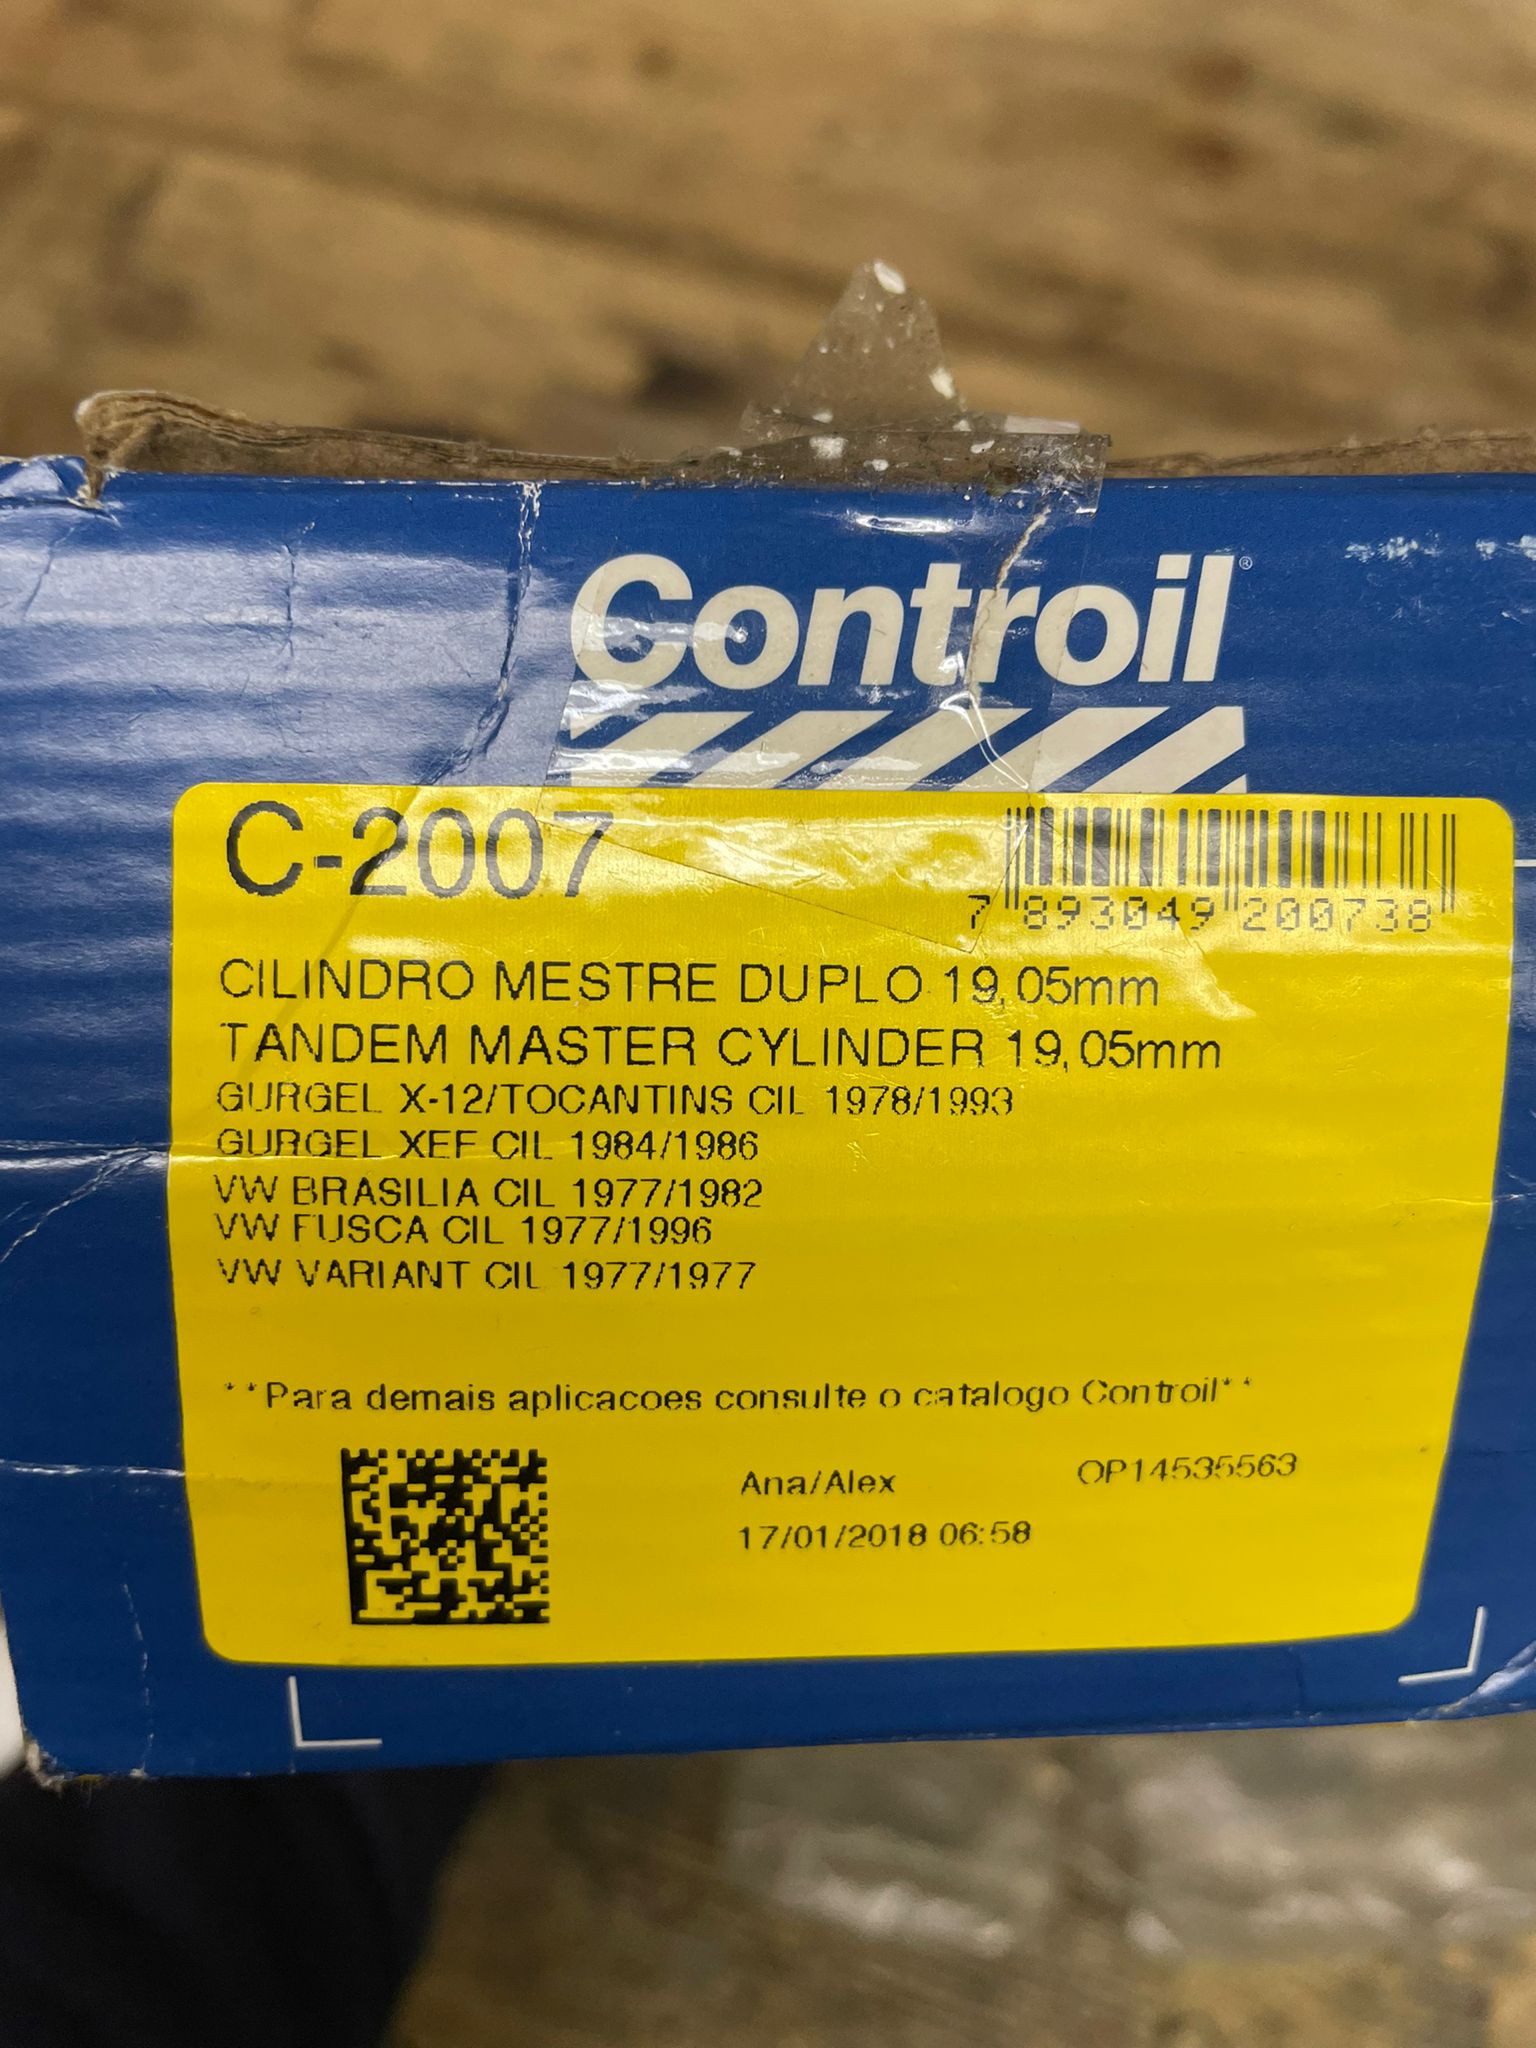 Controil®
C-2007
7 893049 200738
CILINDRO MESTRE DUPLO 19,05mm
TANDEM MASTER CYLINDER 19,05mm
GURGEL X-12/TOCANTINS CIL 1978/1993
GURGEL XEF CIL 1984/1986
VW BRASILIA CIL 1977/1982
VW FUSCA CIL 1977/1996
VW VARIANT CIL 1977/1977
**Para demais aplicacoes consulte o catalogo Controil**
Ana/Alex OP14535563
17/01/2018 06:58